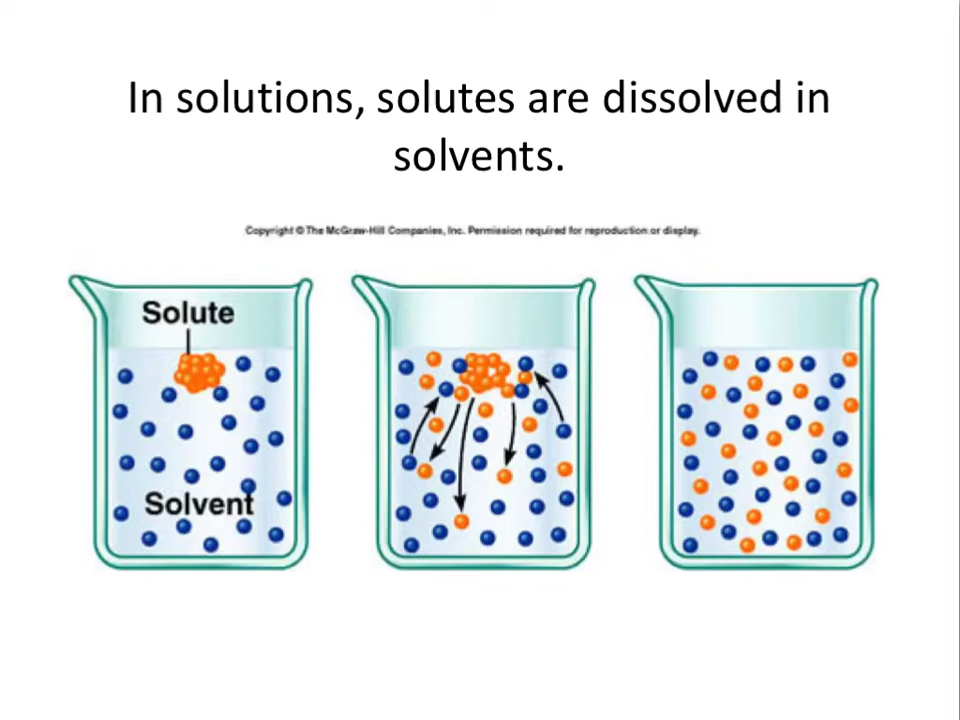 In solutions, solutes are dissolved in
solvents.
Copyright © The McGraw-Hill Companies, Inc. Permission required for reproduction or display.
Solute
Solvent